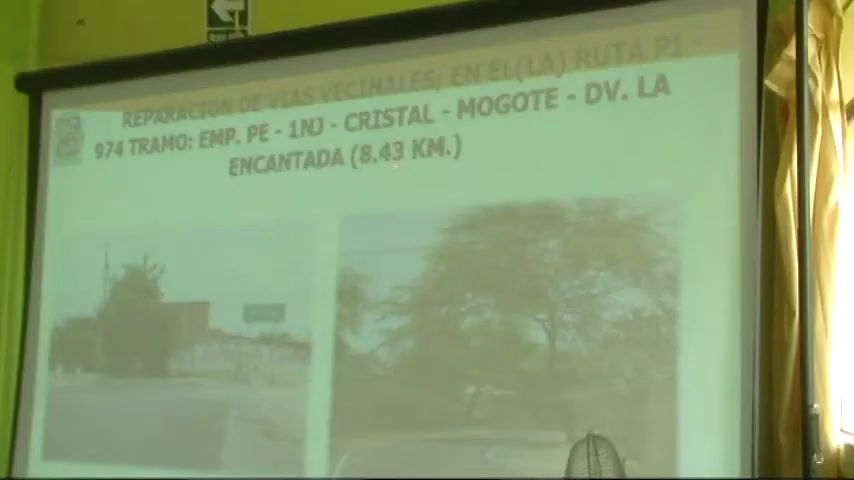 REPARACION DE VIAS VECINALES; EN EL(LA) RUTA PI -
974 TRAMO: EMP. PE - 1NJ - CRISTAL - MOGOTE - DV. LA
ENCANTADA (8.43 KM.)